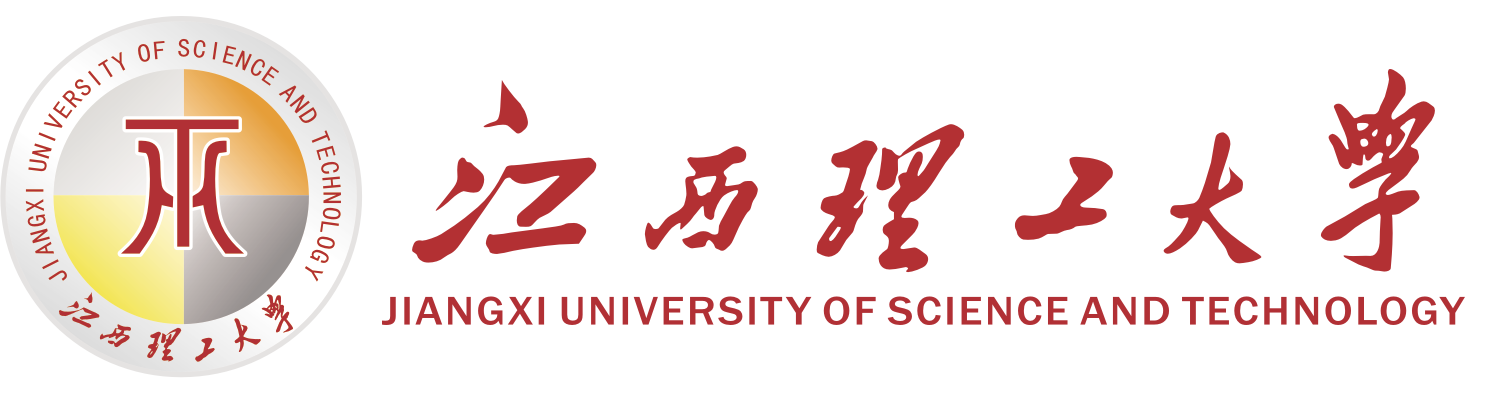 JIANGXI UNIVERSITY OF SCIENCE AND TECHNOLOGY
江西理工大學
江西理工大學
JIANGXI UNIVERSITY OF SCIENCE AND TECHNOLOGY